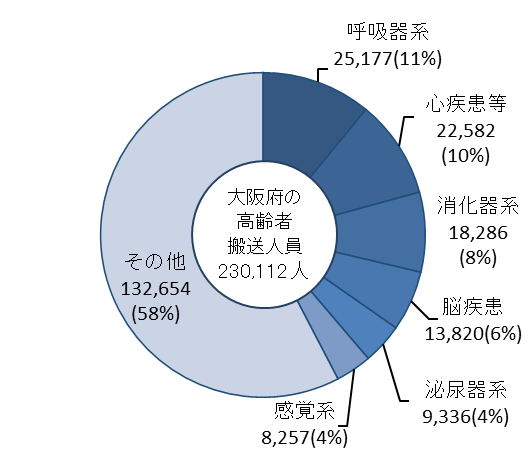 呼吸器系
25,177(11%)
心疾患等
22,582
(10%)
消化器系
18,286
(8%)
脳疾患
13,820(6%)
泌尿器系
9,336(4%)
感覚系
8,257(4%)
その他
132,654
(58%)
大阪府の
高齢者
搬送人員
230,112人